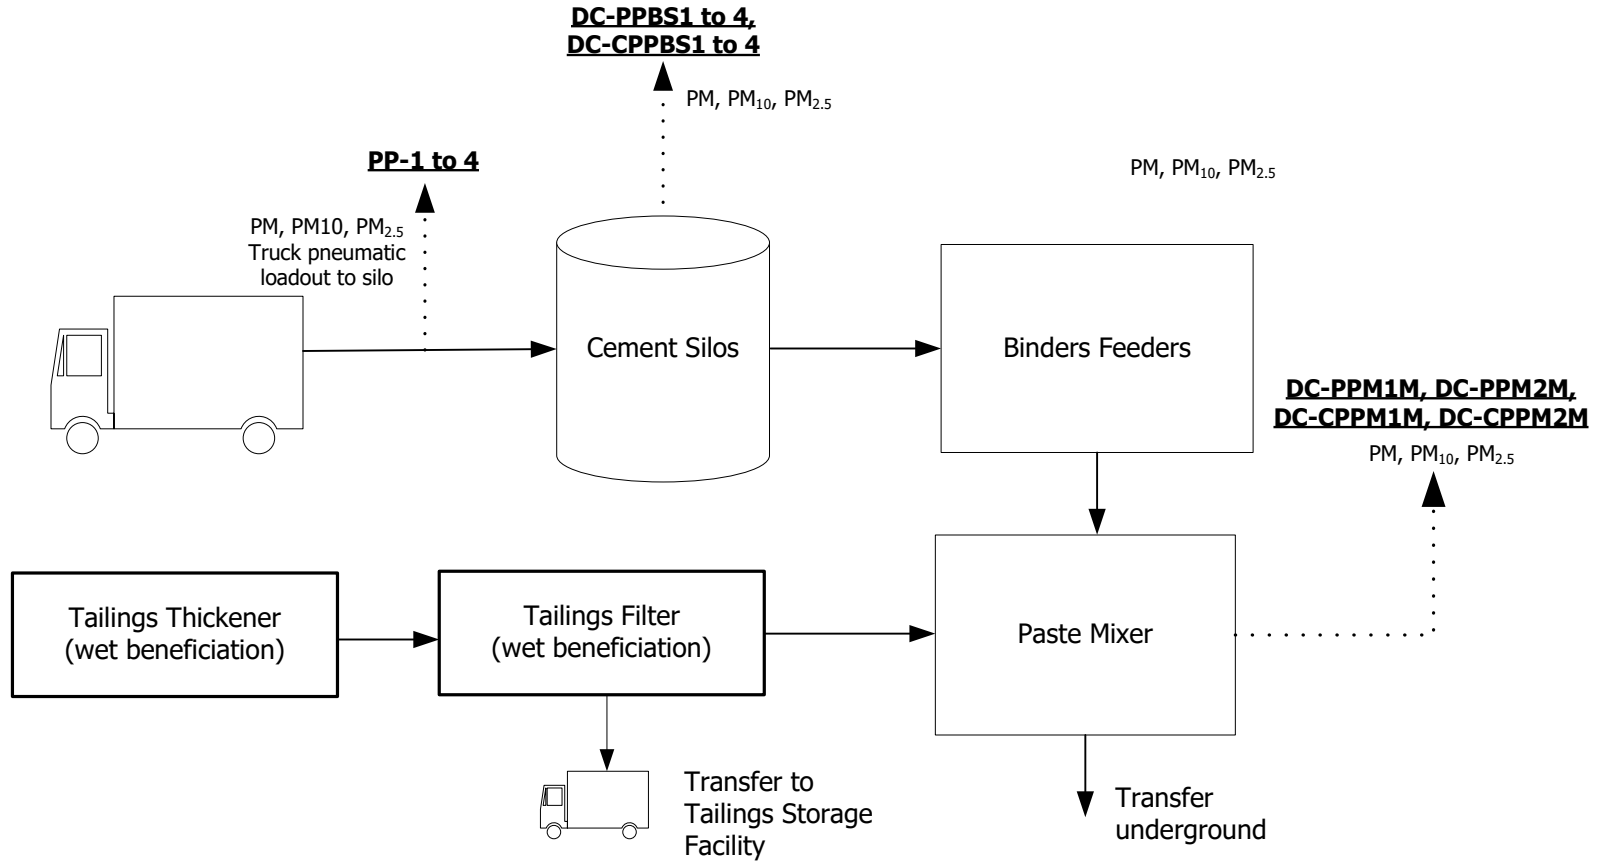 DC-PPBS1 to 4,
DC-CPPBS1 to 4
PM, PM10, PM2.5
PP-1 to 4
PM, PM10, PM2.5
PM, PM10, PM2.5
Truck pneumatic
loadout to silo
Cement Silos
Binders Feeders
DC-PPM1M, DC-PPM2M,
DC-CPPM1M, DC-CPPM2M
PM, PM10, PM2.5
Tailings Thickener
(wet beneficiation)
Tailings Filter
(wet beneficiation)
Paste Mixer
Transfer to
Tailings Storage
Facility
Transfer
underground